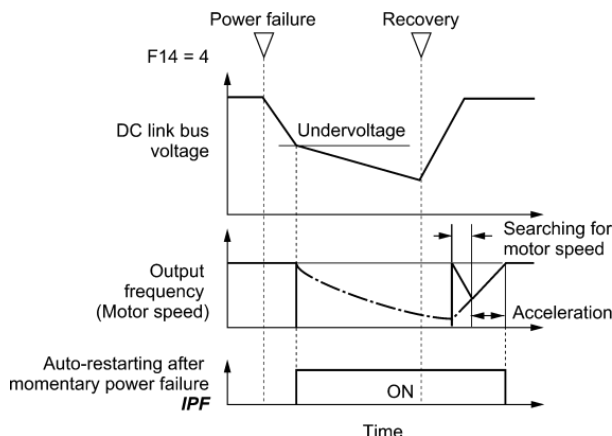 Power failure
Recovery
F14 = 4
DC link bus
voltage
Undervoltage
Searching for
motor speed
Output
frequency
(Motor speed)
Acceleration
Auto-restarting after
momentary power failure
IPF
ON
Time